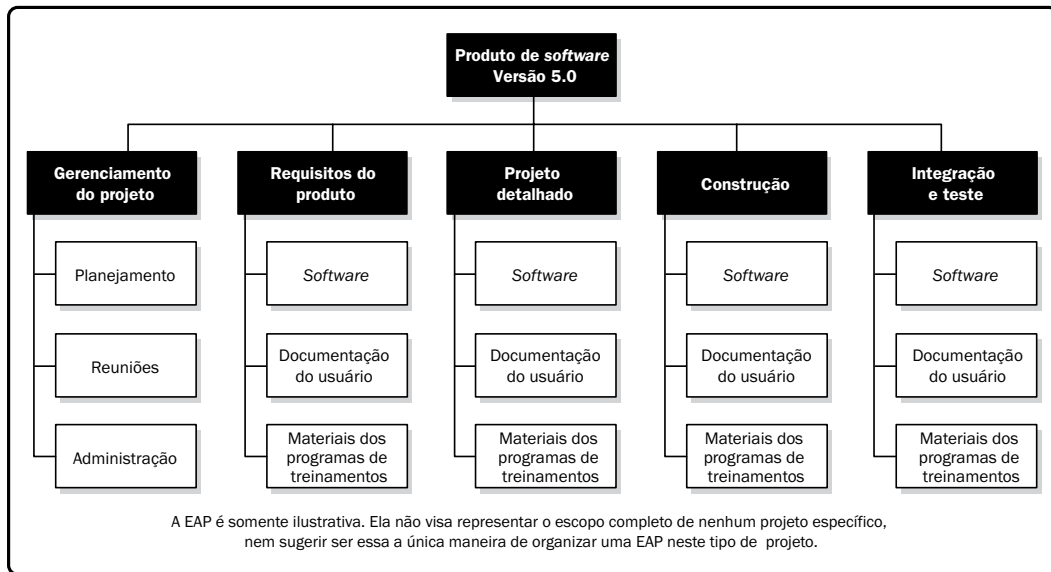 Produto de software
Versão 5.0
Gerenciamento
do projeto
Requisitos do
produto
Projeto
detalhado
Construção
Integração
e teste
Planejamento
Software
Software
Software
Software
Reuniões
Documentação
do usuário
Documentação
do usuário
Documentação
do usuário
Documentação
do usuário
Administração
Materiais dos
programas de
treinamentos
Materiais dos
programas de
treinamentos
Materiais dos
programas de
treinamentos
Materiais dos
programas de
treinamentos
A EAP é somente ilustrativa. Ela não visa representar o escopo completo de nenhum projeto específico,
nem sugerir ser essa a única maneira de organizar uma EAP neste tipo de projeto.